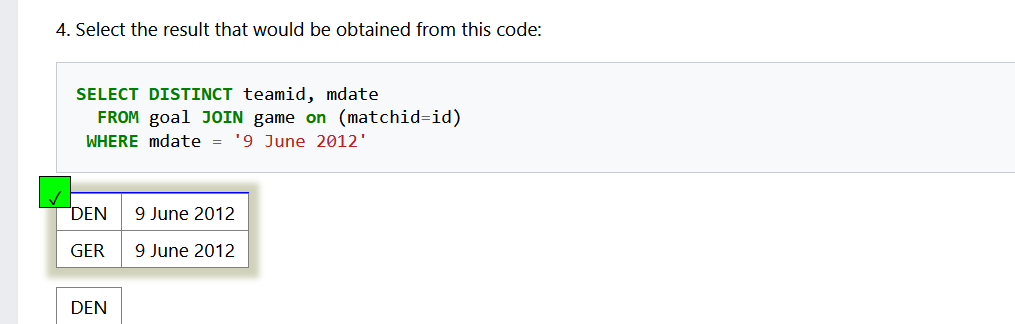 4. Select the result that would be obtained from this code:
SELECT DISTINCT teamid, mdate
FROM goal JOIN game on (matchid=id)
WHERE mdate = '9 June 2012'
✓
DEN 9 June 2012
GER 9 June 2012
DEN